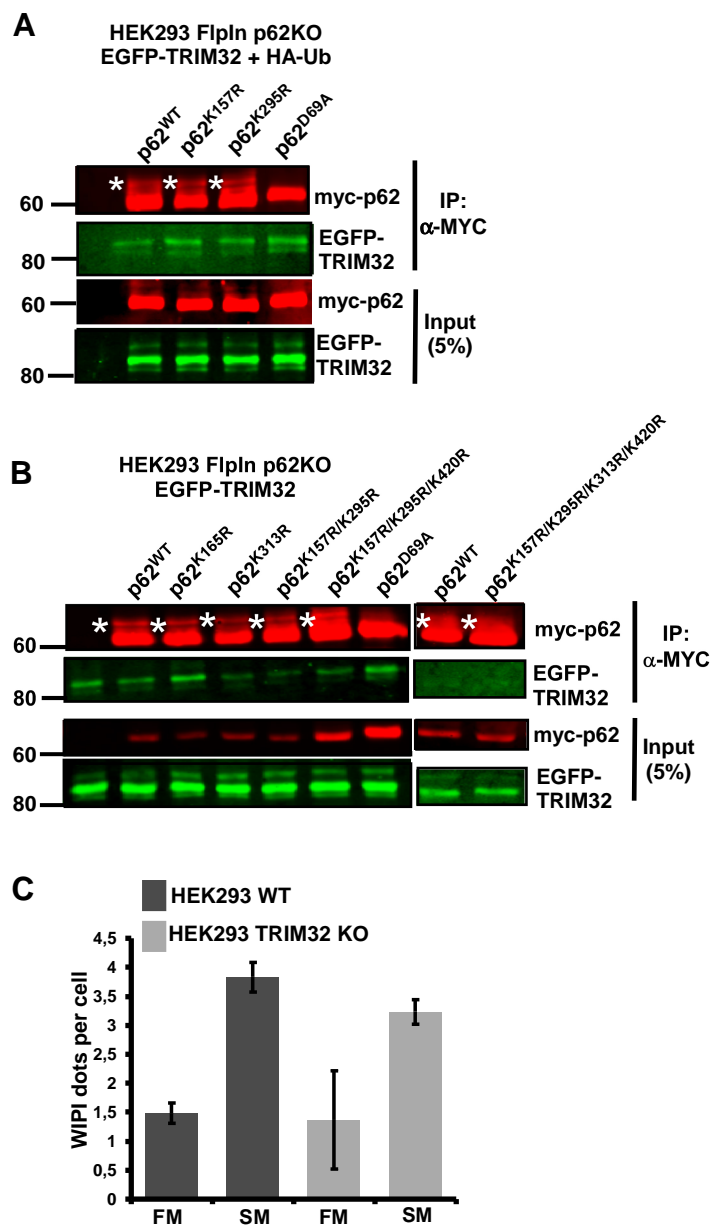 A
HEK293 FlpIn p62KO
EGFP-TRIM32 + HA-Ub
p62WT
p62K157R
p62K295R
p62D69A
* * *
60
myc-p62
EGFP-
TRIM32
80
IP:
α-MYC
60
myc-p62
EGFP-
TRIM32
80
Input
(5%)
B
HEK293 FlpIn p62KO
EGFP-TRIM32
p62WT
p62K165R
p62K313R
p62K157R/K295R
p62K157R/K295R/K420R
p62D69A
p62WT
p62K157R/K295R/K313R/K420R
* * * * * * *
60
myc-p62
EGFP-
TRIM32
80
IP:
α-MYC
60
myc-p62
EGFP-
TRIM32
80
Input
(5%)
C
HEK293 WT
HEK293 TRIM32 KO
WIPI dots per cell
4,5
4
3,5
3
2,5
2
1,5
1
0,5
0
FM SM FM SM